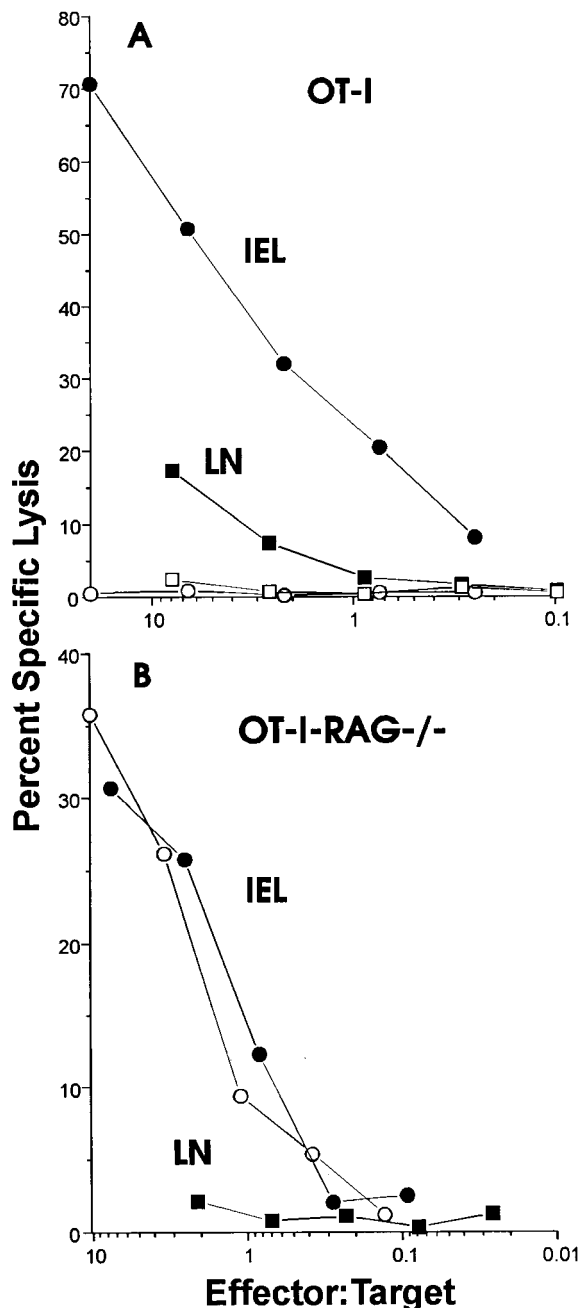 80
A
OT-I
70
60
50
IEL
40
30
20
LN
10
0
10 1 0.1
Percent Specific Lysis
40
B
OT-I-RAG-/-
30
IEL
20
10
LN
0
10 1 0.1 0.01
Effector:Target